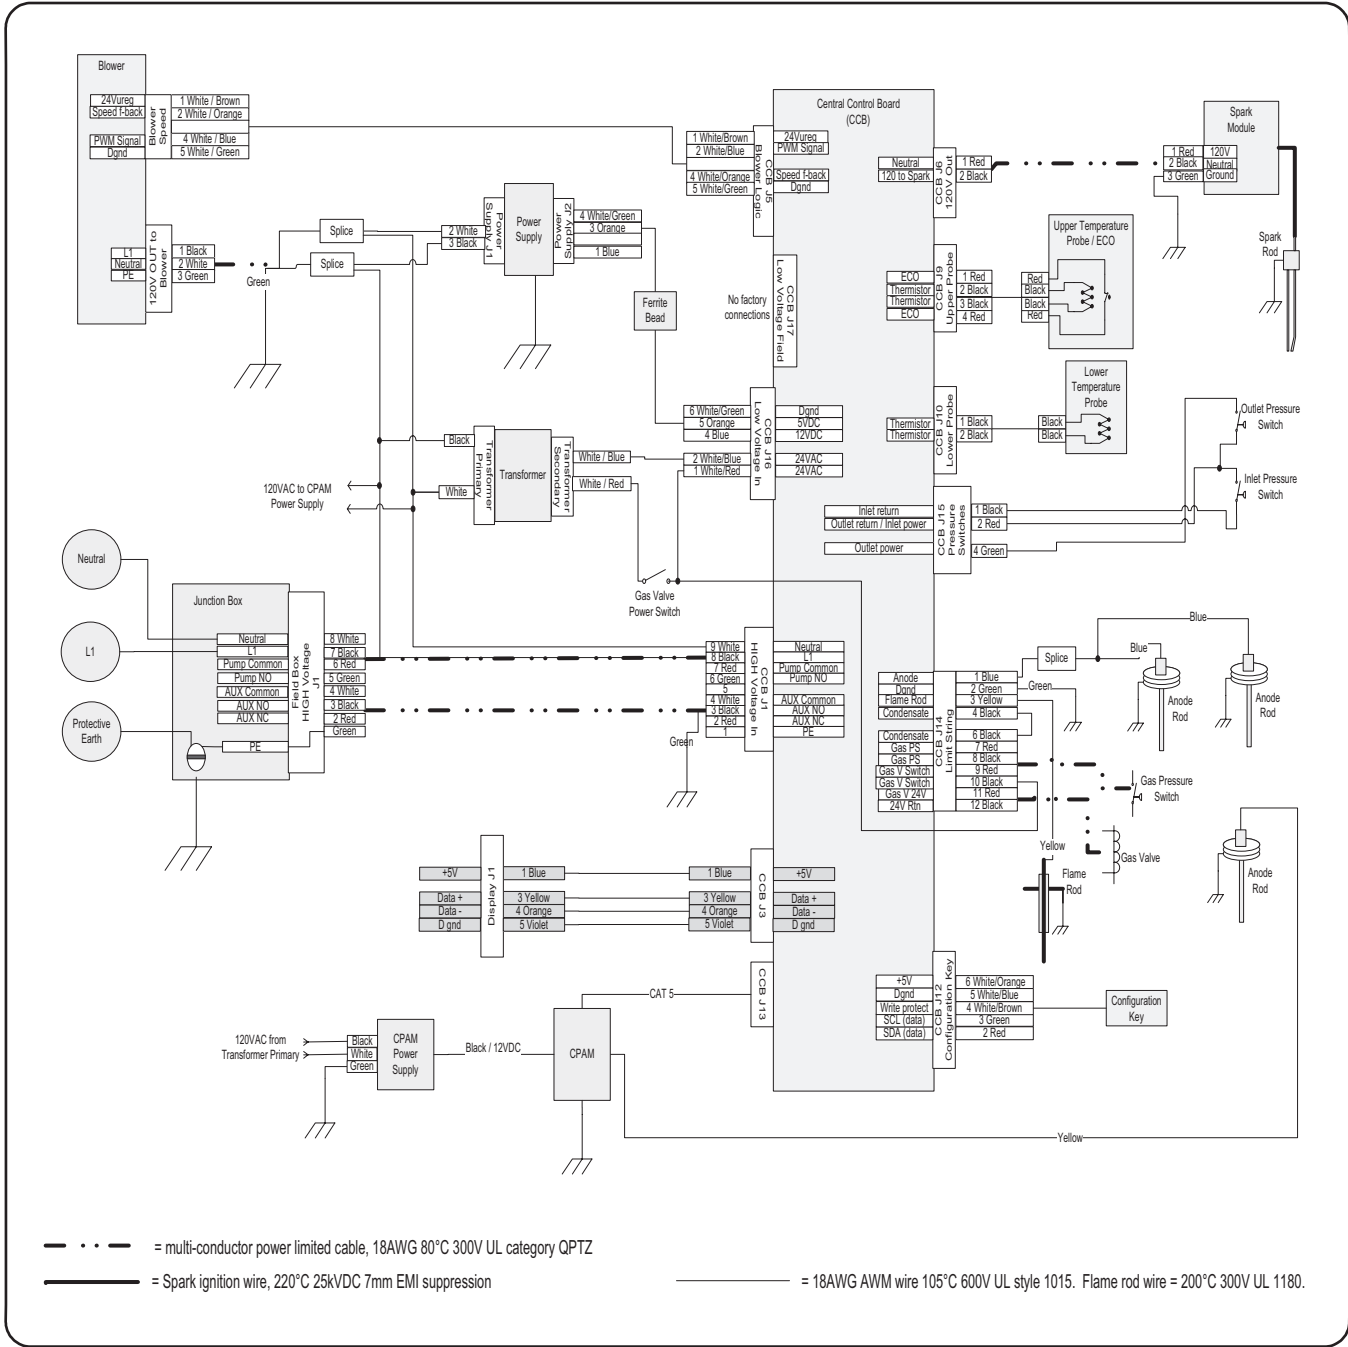 Blower
24Vureg
Speed f-back
PWM Signal
Dgnd
Blower
Speed
1 White / Brown
2 White / Orange
4 White / Blue
5 White / Green
L1
Neutral
PE
120V OUT to
Blower
1 Black
2 White
3 Green
Green
Splice
Splice
2 White
3 Black
Power
Supply J1
Power
Supply
Power
Supply J2
4 White/Green
3 Orange
1 Blue
Ferrite
Bead
Central Control Board
(CCB)
1 White/Brown
2 White/Blue
4 White/Orange
5 White/Green
CCB J5
Blower Logic
24Vureg
PWM Signal
Speed f-back
Dgnd
No factory
connections
CCB J17
Low Voltage Field
6 White/Green
5 Orange
4 Blue
2 White/Blue
1 White/Red
CCB J16
Low Voltage In
Dgnd
5VDC
12VDC
24VAC
24VAC
Black
White
Transformer
Primary
Transformer
Transformer
Secondary
White / Blue
White / Red
120VAC to CPAM
Power Supply
Gas Valve
Power Switch
Neutral
L1
Protective
Earth
Junction Box
Neutral
L1
Pump Common
Pump NO
AUX Common
AUX NO
AUX NC
PE
Field Box
HIGH Voltage
J1
8 White
7 Black
6 Red
5 Green
4 White
3 Black
2 Red
Green
9 White
8 Black
7 Red
6 Green
5
4 White
3 Black
2 Red
1
Green
CCB J1
HIGH Voltage In
Neutral
L1
Pump Common
Pump NO
AUX Common
AUX NO
AUX NC
PE
+5V
Data +
Data -
D gnd
Display J1
1 Blue
3 Yellow
4 Orange
5 Violet
1 Blue
3 Yellow
4 Orange
5 Violet
CCB J3
+5V
Data +
Data -
D gnd
CAT 5
CCB J13
120VAC from
Transformer Primary
Black
White
Green
CPAM
Power
Supply
Black / 12VDC
CPAM
Yellow
Neutral
120 to Spark
CCB J6
120V Out
1 Red
2 Black
1 Red
2 Black
3 Green
120V
Neutral
Ground
Spark
Module
Spark
Rod
ECO
Thermistor
Thermistor
ECO
CCB J9
Upper Probe
1 Red
2 Black
3 Black
4 Red
Red
Black
Black
Red
Upper Temperature
Probe / ECO
Thermistor
Thermistor
CCB J10
Lower Probe
1 Black
2 Black
Black
Black
Lower
Temperature
Probe
Outlet Pressure
Switch
Inlet Pressure
Switch
Inlet return
Outlet return / Inlet power
Outlet power
CCB J15
Pressure
Switches
1 Black
2 Red
4 Green
Anode
Dgnd
Flame Rod
Condensate
Condensate
Gas PS
Gas PS
Gas V Switch
Gas V Switch
Gas V 24V
24V Rtn
CCB J14
Limit String
1 Blue
2 Green
3 Yellow
4 Black
6 Black
7 Red
8 Black
9 Red
10 Black
11 Red
12 Black
Splice
Green
Blue
Blue
Anode
Rod
Anode
Rod
Gas Pressure
Switch
Gas Valve
Yellow
Flame
Rod
Anode
Rod
+5V
Dgnd
Write protect
SCL (data)
SDA (data)
CCB J12
Configuration Key
6 White/Orange
5 White/Blue
4 White/Brown
3 Green
2 Red
Configuration
Key
= multi-conductor power limited cable, 18AWG 80°C 300V UL category QPTZ
= Spark ignition wire, 220°C 25kVDC 7mm EMI suppression
= 18AWG AWM wire 105°C 600V UL style 1015. Flame rod wire = 200°C 300V UL 1180.